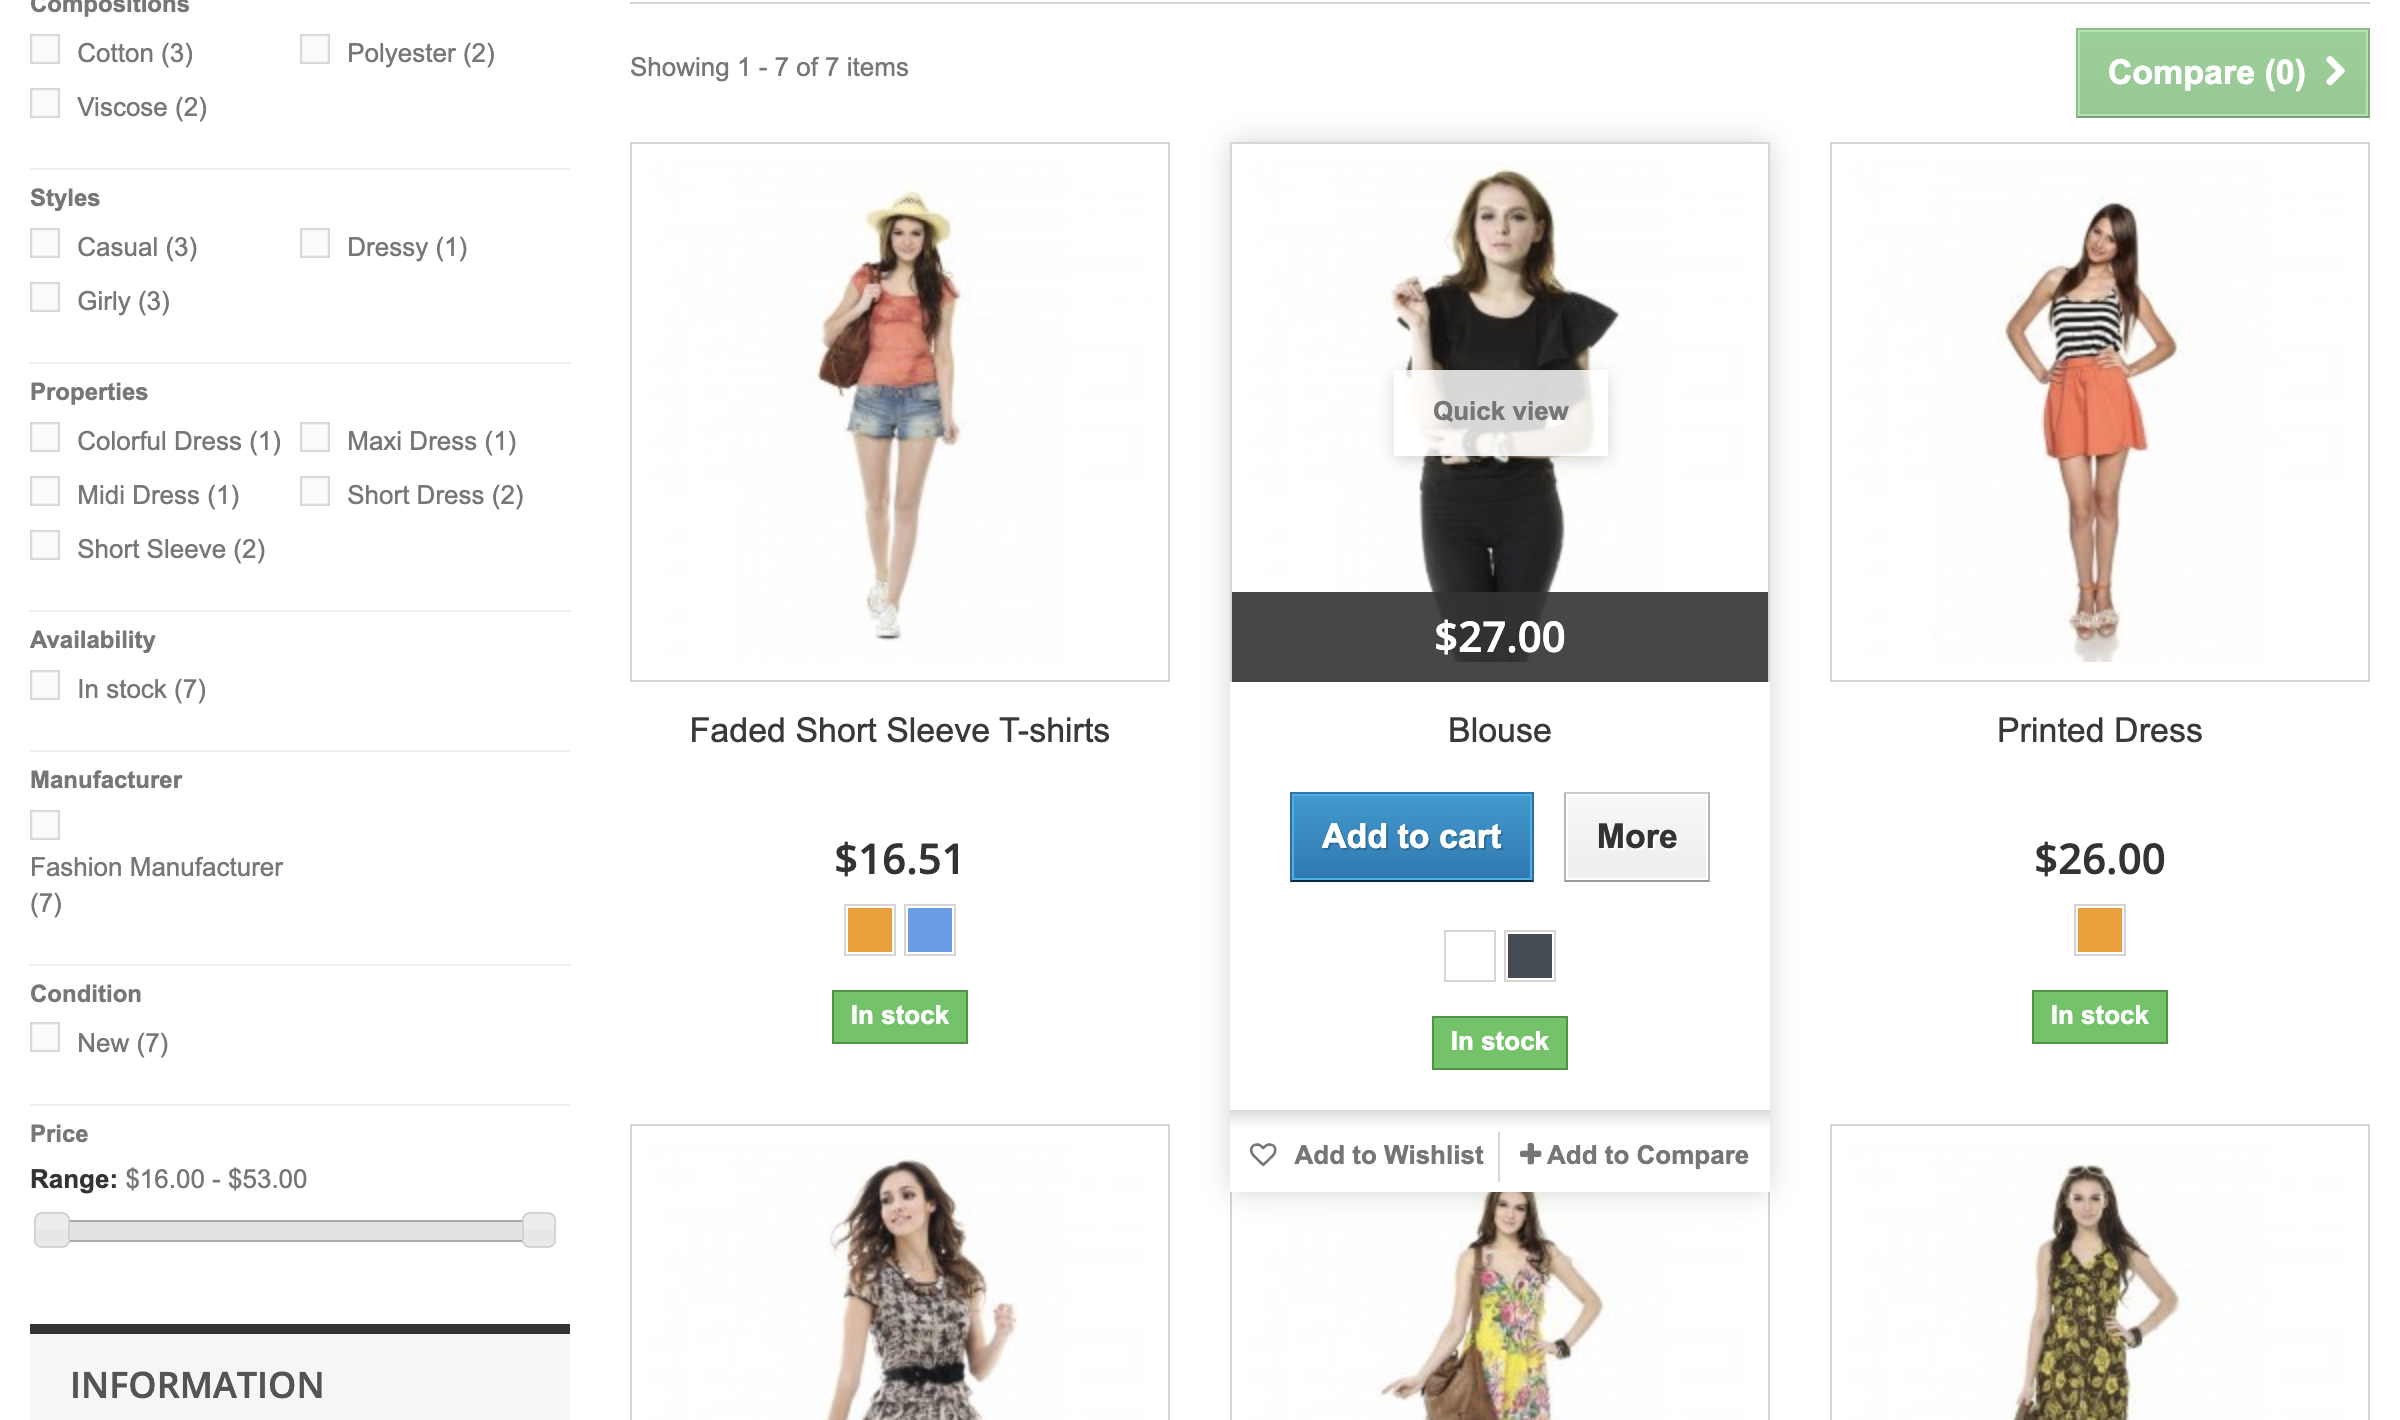 Compositions
Cotton (3)
Polyester (2)
Viscose (2)
Styles
Casual (3)
Dressy (1)
Girly (3)
Properties
Colorful Dress (1)
Maxi Dress (1)
Midi Dress (1)
Short Dress (2)
Short Sleeve (2)
Availability
In stock (7)
Manufacturer
Fashion Manufacturer
(7)
Condition
New (7)
Price
Range: $16.00 - $53.00
INFORMATION
Showing 1 - 7 of 7 items
Compare (0)
Faded Short Sleeve T-shirts
$16.51
In stock
Quick view
$27.00
Blouse
Add to cart
More
In stock
Add to Wishlist
Add to Compare
Printed Dress
$26.00
In stock